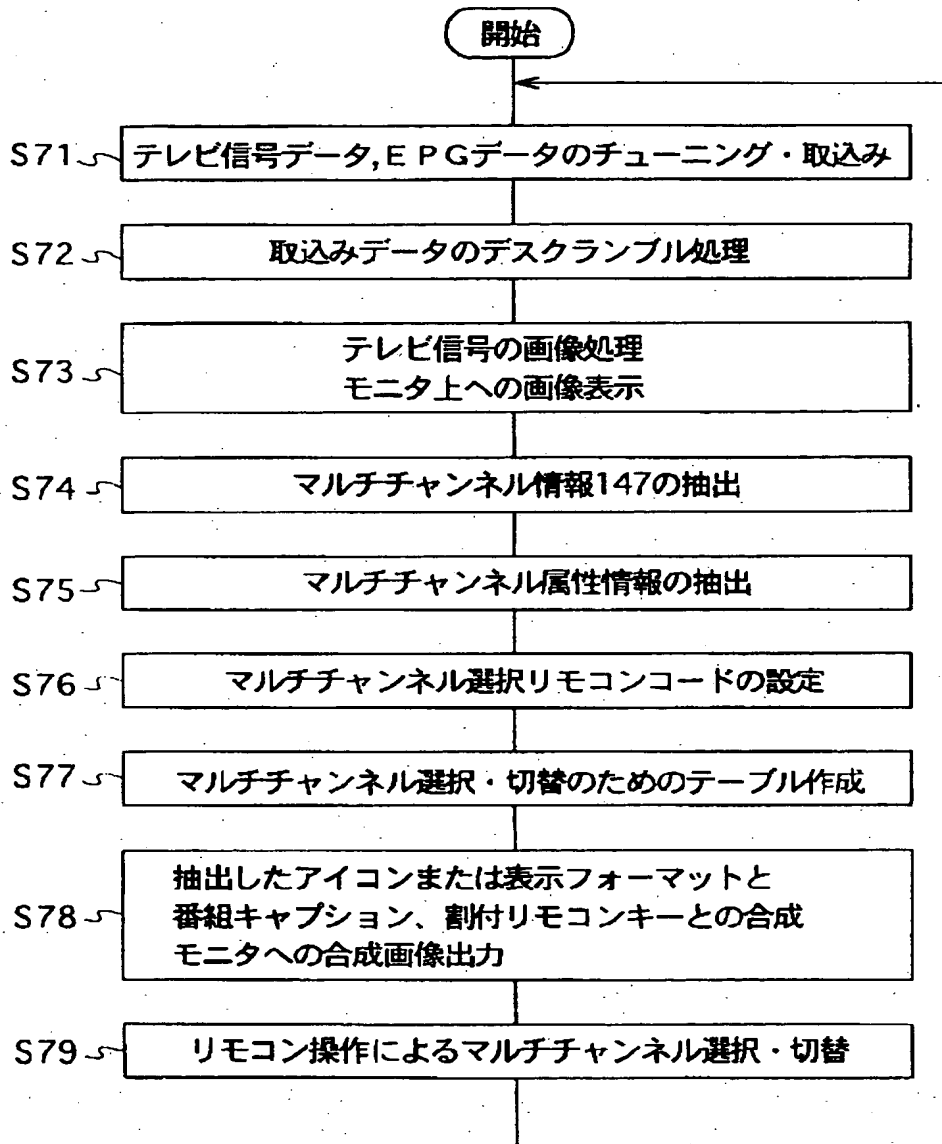 開始
S71 テレビ信号データ,EPGデータのチューニング・取込み
S72 取込みデータのデスクランブル処理
S73 テレビ信号の画像処理
モニタ上への画像表示
S74 マルチチャンネル情報147の抽出
S75 マルチチャンネル属性情報の抽出
S76 マルチチャンネル選択リモコンコードの設定
S77 マルチチャンネル選択・切替のためのテーブル作成
S78 抽出したアイコンまたは表示フォーマットと
番組キャプション、割付リモコンキーとの合成
モニタへの合成画像出力
S79 リモコン操作によるマルチチャンネル選択・切替